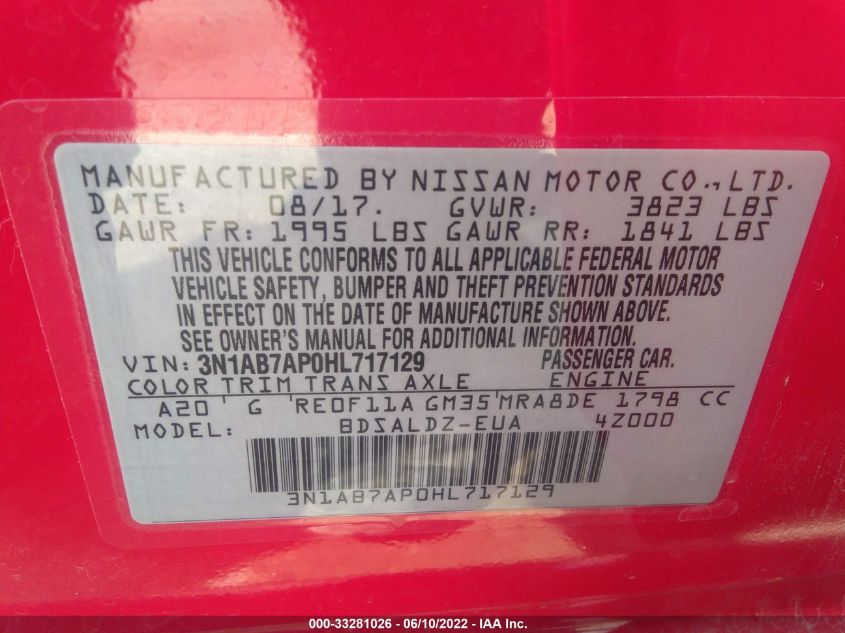 MANUFACTURED BY NISSAN MOTOR CO., LTD.
DATE: 08/17. GVWR: 3823 LBS
GAWR FR: 1995 LBS GAWR RR: 1841 LBS
THIS VEHICLE CONFORMS TO ALL APPLICABLE FEDERAL MOTOR
VEHICLE SAFETY, BUMPER AND THEFT PREVENTION STANDARDS
IN EFFECT ON THE DATE OF MANUFACTURE SHOWN ABOVE.
SEE OWNER'S MANUAL FOR ADDITIONAL INFORMATION.
VIN: 3N1AB7AP0HL717129 PASSENGER CAR.
COLOR TRIM TRANS AXLE ENGINE
A20 G RE0F11A GM35 MRA8DE 1798 CC
MODEL: BDSALDZ-EUA 4Z000
3N1AB7AP0HL717129
000-33281026 - 06/10/2022 - IAA Inc.